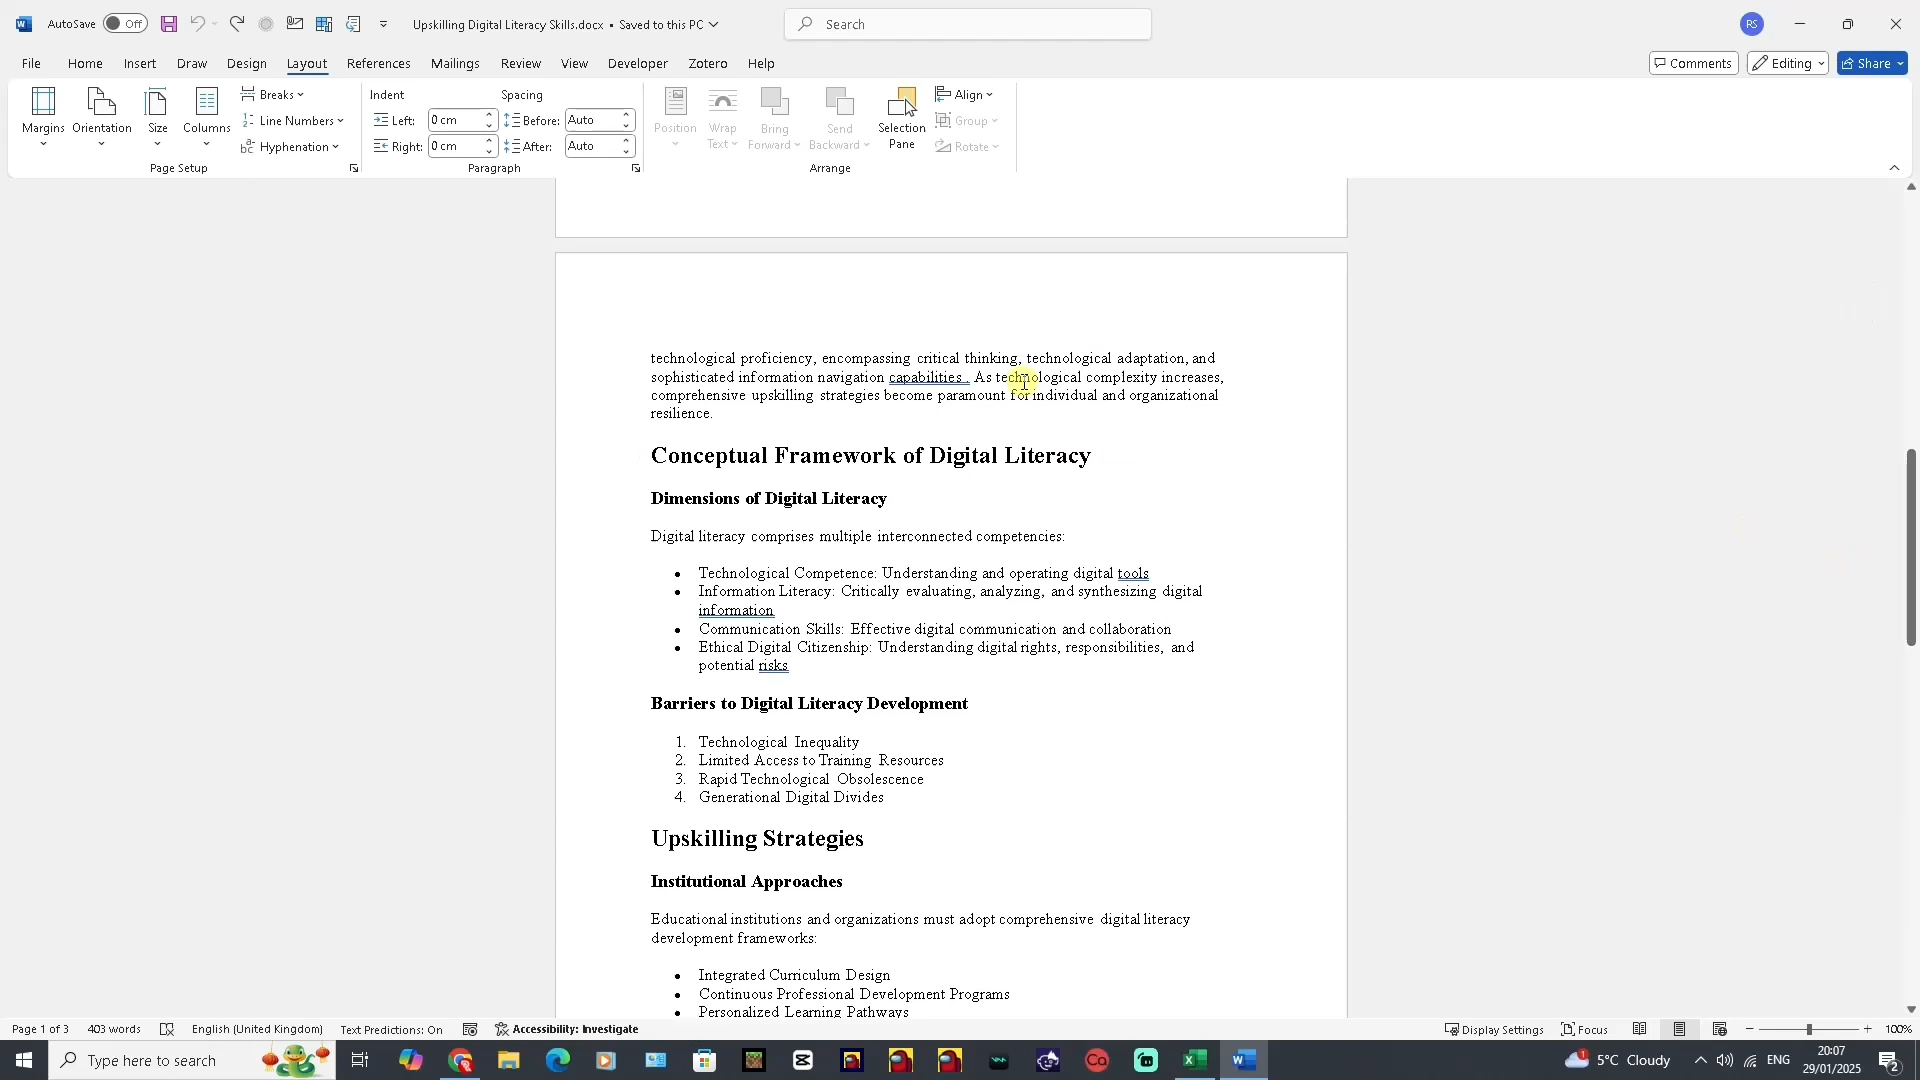 AutoSave Off Upskilling Digital Literacy Skills.docx • Saved to this PC Search RS
File Home Insert Draw Design Layout References Mailings Review View Developer Zotero Help Comments Editing Share
Margins Orientation Size Columns Breaks Line Numbers Hyphenation
Page Setup
Indent Spacing
Left: 0 cm Before: Auto
Right: 0 cm After: Auto
Paragraph
Position Wrap Text Bring Forward Send Backward Selection Pane Align Group Rotate
Arrange
technological proficiency, encompassing critical thinking, technological adaptation, and
sophisticated information navigation capabilities . As technological complexity increases,
comprehensive upskilling strategies become paramount for individual and organizational
resilience.
Conceptual Framework of Digital Literacy
Dimensions of Digital Literacy
Digital literacy comprises multiple interconnected competencies:
• Technological Competence: Understanding and operating digital tools
• Information Literacy: Critically evaluating, analyzing, and synthesizing digital
information
• Communication Skills: Effective digital communication and collaboration
• Ethical Digital Citizenship: Understanding digital rights, responsibilities, and
potential risks
Barriers to Digital Literacy Development
1. Technological Inequality
2. Limited Access to Training Resources
3. Rapid Technological Obsolescence
4. Generational Digital Divides
Upskilling Strategies
Institutional Approaches
Educational institutions and organizations must adopt comprehensive digital literacy
development frameworks:
• Integrated Curriculum Design
• Continuous Professional Development Programs
• Personalized Learning Pathways
Page 1 of 3 403 words English (United Kingdom) Text Predictions: On Accessibility: Investigate Display Settings Focus 100%
Type here to search 5°C Cloudy ENG 20:07
29/01/2025 2